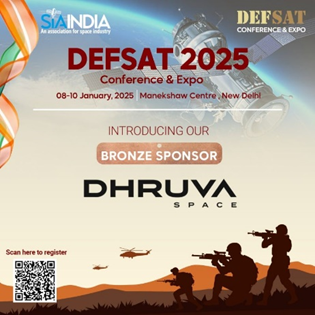 SIAINDIA
An association for space industry
DEFSAT
CONFERENCE & EXPO
DEFSAT 2025
Conference & Expo
08-10 January, 2025 | Manekshaw Centre, New Delhi
INTRODUCING OUR
BRONZE SPONSOR
DHRUVA
SPACE
Scan here to register